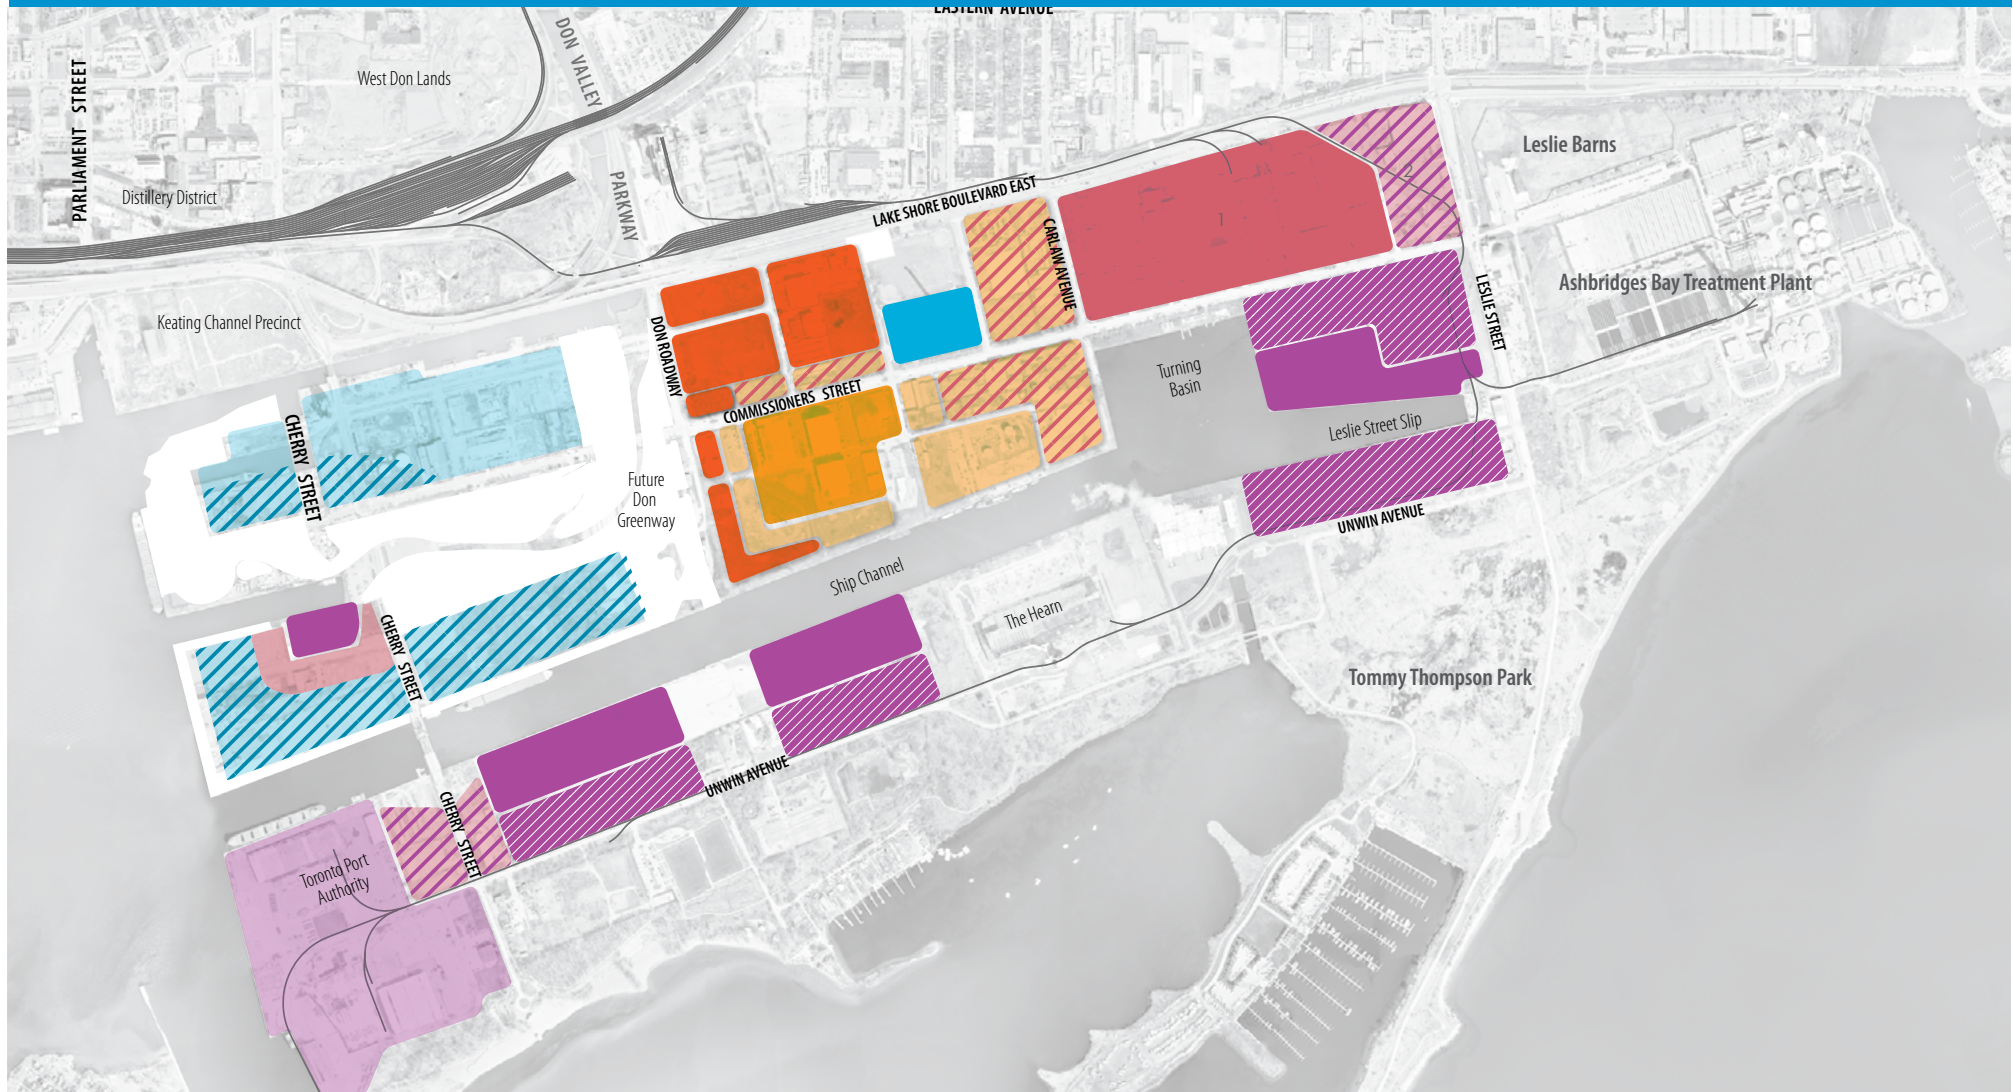 EASTERN AVENUE
PARLIAMENT STREET
West Don Lands
DON VALLEY
PARKWAY
Distillery District
Leslie Barns
2
LAKE SHORE BOULEVARD EAST
1
CARLAW AVENUE
Keating Channel Precinct
DON ROADWAY
LESLIE STREET
Ashbridges Bay Treatment Plant
Turning
Basin
COMMISSIONERS STREET
CHERRY STREET
Leslie Street Slip
Future
Don
Greenway
UNWIN AVENUE
Ship Channel
The Hearn
CHERRY STREET
Tommy Thompson Park
UNWIN AVENUE
CHERRY STREET
Toronto Port
Authority